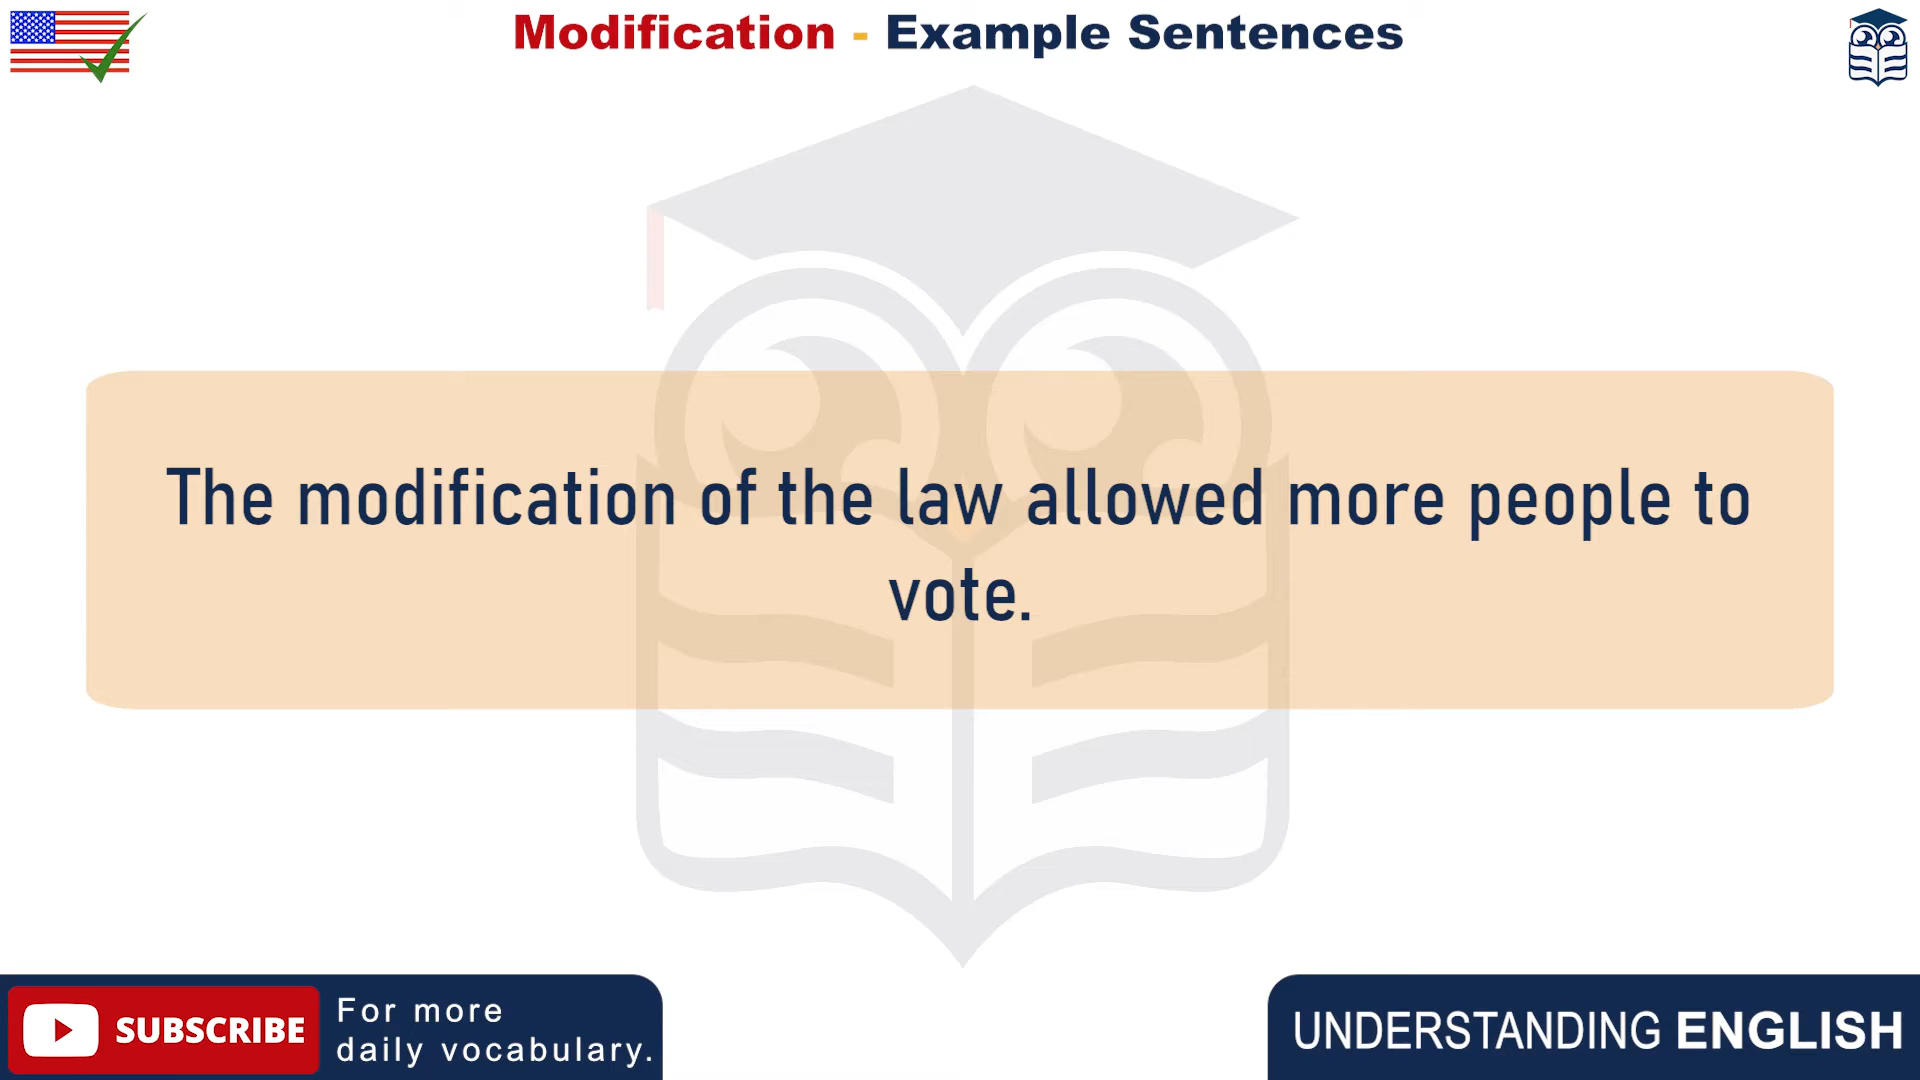 Modification - Example Sentences
The modification of the law allowed more people to
vote.
SUBSCRIBE
For more
daily vocabulary.
UNDERSTANDING ENGLISH